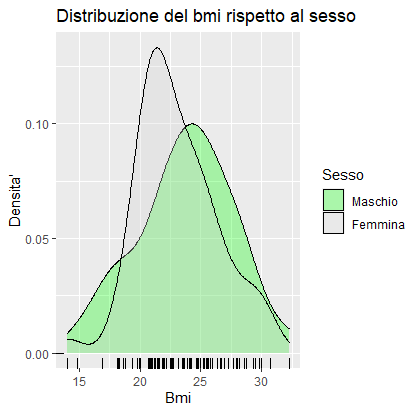 Distribuzione del bmi rispetto al sesso
Densita'
0.10
0.05
0.00
15 20 25 30
Bmi
Sesso
Maschio
Femmina